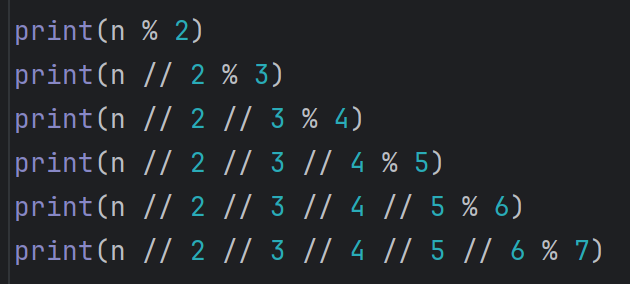 print(n % 2)
print(n // 2 % 3)
print(n // 2 // 3 % 4)
print(n // 2 // 3 // 4 % 5)
print(n // 2 // 3 // 4 // 5 % 6)
print(n // 2 // 3 // 4 // 5 // 6 % 7)